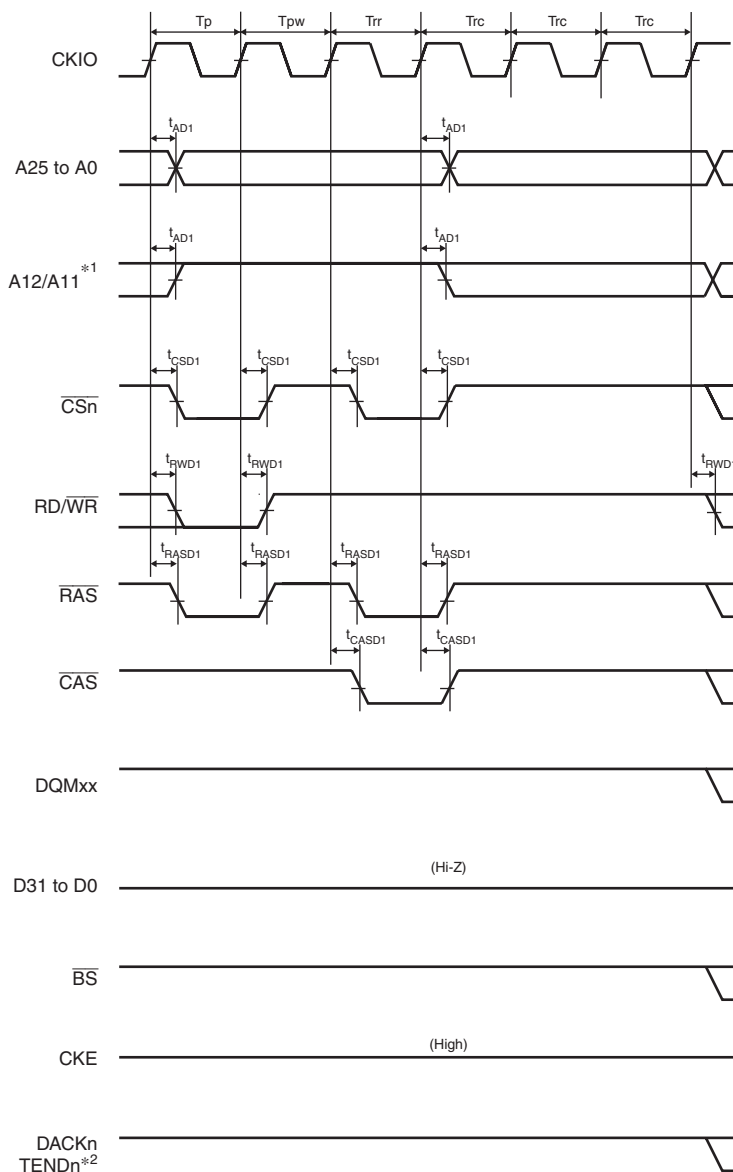 Tp Tpw Trr Trc Trc Trc
CKIO
tAD1 tAD1
A25 to A0
tAD1 tAD1
A12/A11*1
tCSD1 tCSD1 tCSD1 tCSD1
CSn
tRWD1 tRWD1 tRWD1
RD/WR
tRASD1 tRASD1 tRASD1 tRASD1
RAS
tCASD1 tCASD1
CAS
DQMxx
(Hi-Z)
D31 to D0
BS
(High)
CKE
DACKn
TENDn*2